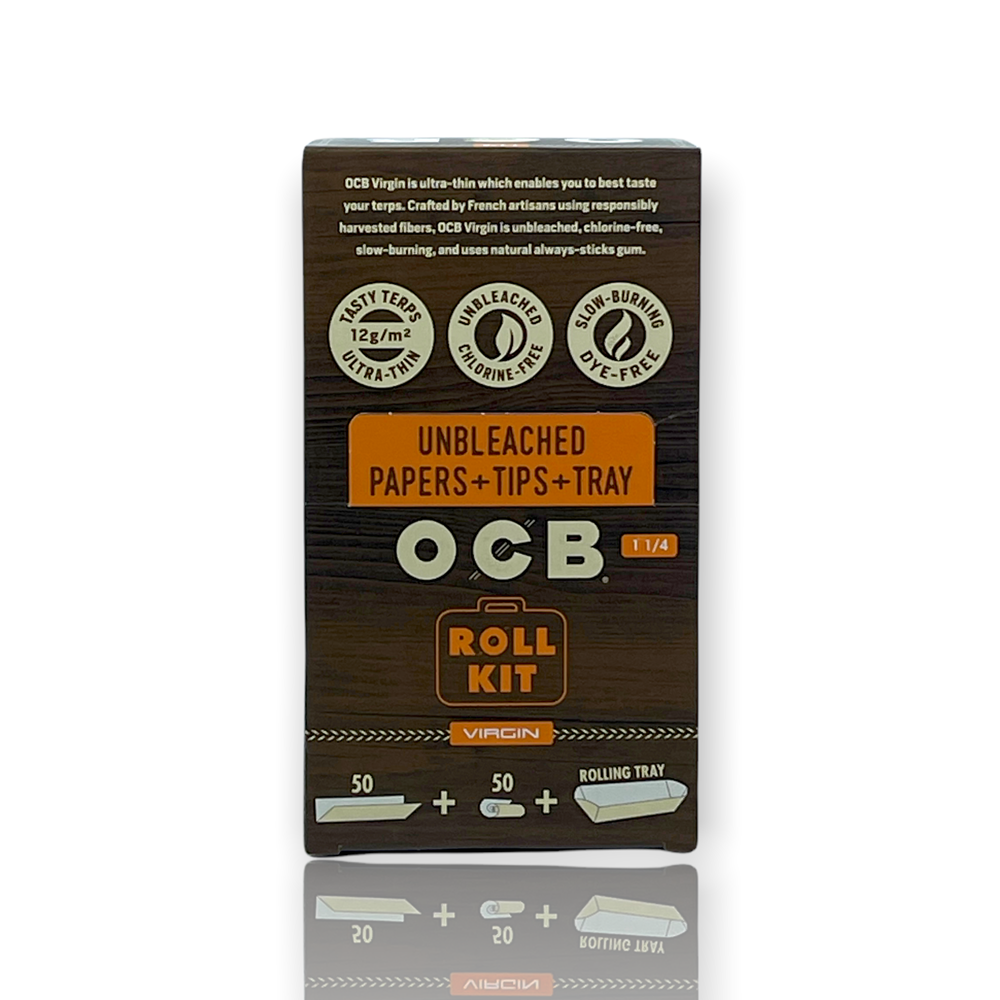 OCB Virgin is ultra-thin which enables you to best taste
your terps. Crafted by French artisans using responsibly
harvested fibers, OCB Virgin is unbleached, chlorine-free,
slow-burning, and uses natural always-sticks gum.
TASTY TERPS
12g/m²
ULTRA-THIN
UNBLEACHED
CHLORINE-FREE
SLOW-BURNING
DYE-FREE
UNBLEACHED
PAPERS+TIPS+TRAY
OCB® 1 1/4
ROLL
KIT
VIRGIN
50 + 50 + ROLLING TRAY